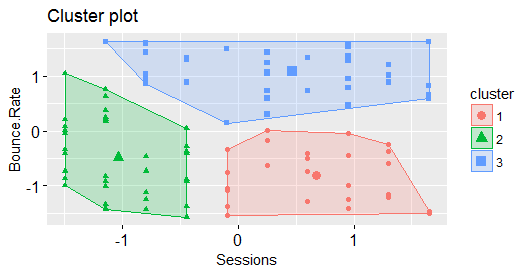 Cluster plot
Bounce.Rate
1
0
-1
-1
0
1
Sessions
cluster
1
2
3